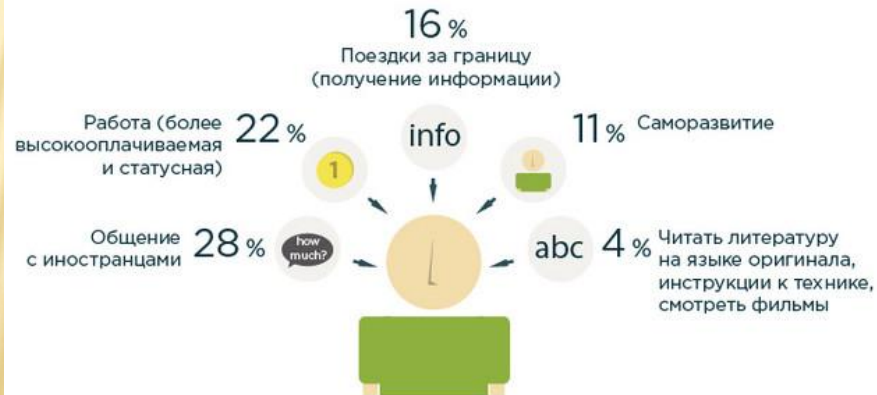 16 %
Поездки за границу
(получение информации)
info
Работа (более
высокооплачиваемая
и статусная)
22 %
1
11 %
Саморазвитие
Общение
с иностранцами
28 %
how
much?
abc
4 %
Читать литературу
на языке оригинала,
инструкции к технике,
смотреть фильмы